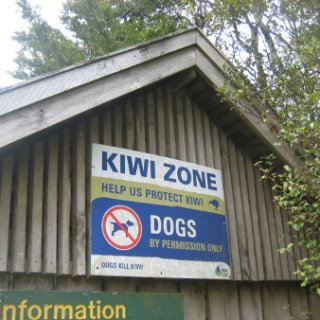 KIWI ZONE
HELP US PROTECT KIWI
DOGS
BY PERMISSION ONLY
DOGS KILL KIWI
information